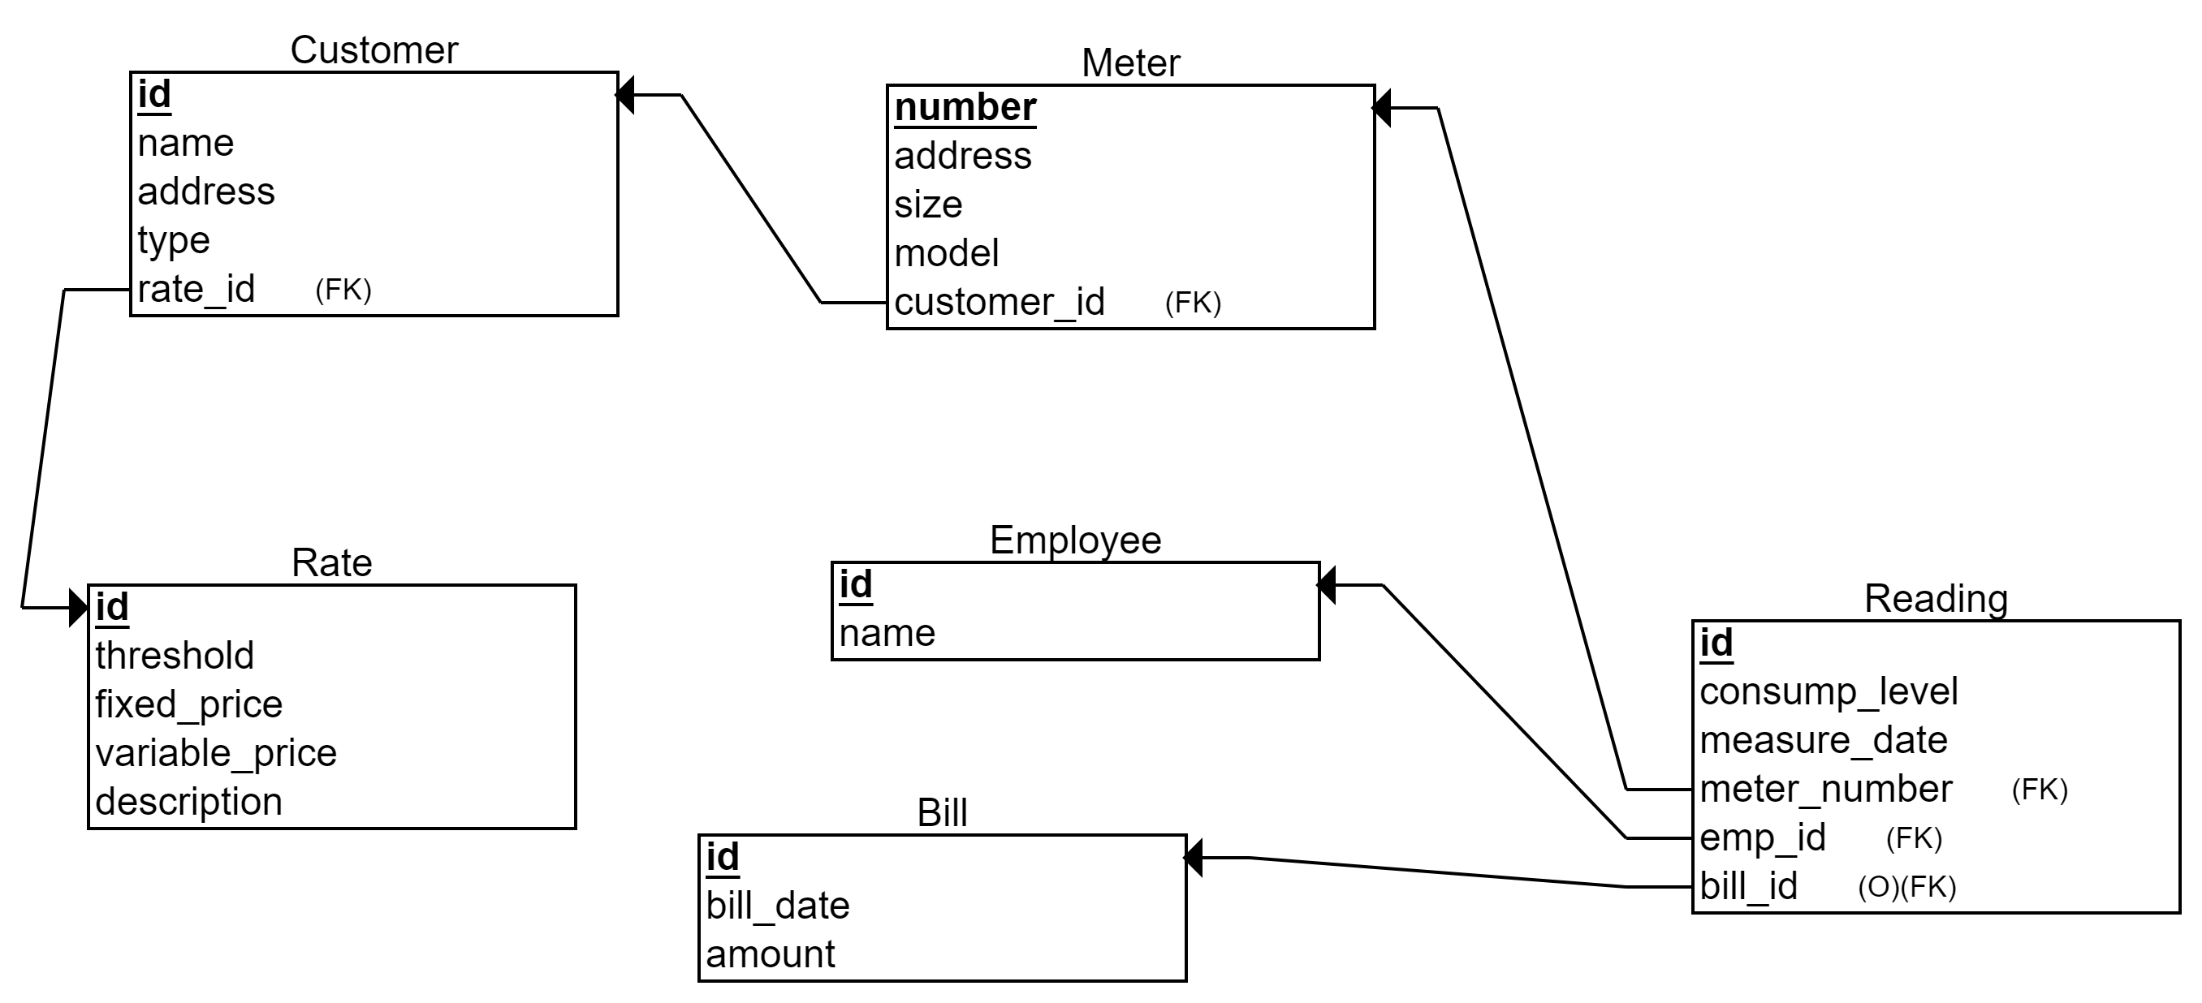 Customer
id
name
address
type
rate_id (FK)
Meter
number
address
size
model
customer_id (FK)
Rate
id
threshold
fixed_price
variable_price
description
Employee
id
name
Bill
id
bill_date
amount
Reading
id
consump_level
measure_date
meter_number (FK)
emp_id (FK)
bill_id (O)(FK)